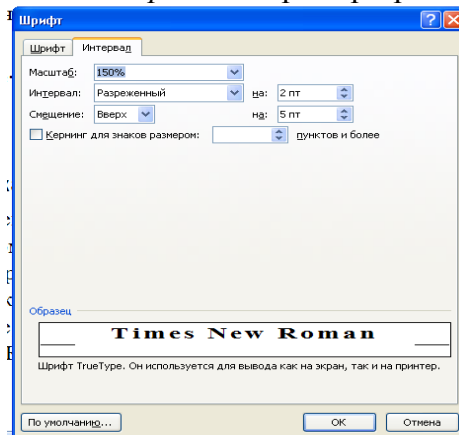 Шрифт
Шрифт Интервал
Масштаб: 150%
Интервал: Разреженный на: 2 пт
Смещение: Вверх на: 5 пт
Кернинг для знаков размером: пунктов и более
Образец
Times New Roman
Шрифт TrueType. Он используется для вывода как на экран, так и на принтер.
По умолчанию... ОК Отмена